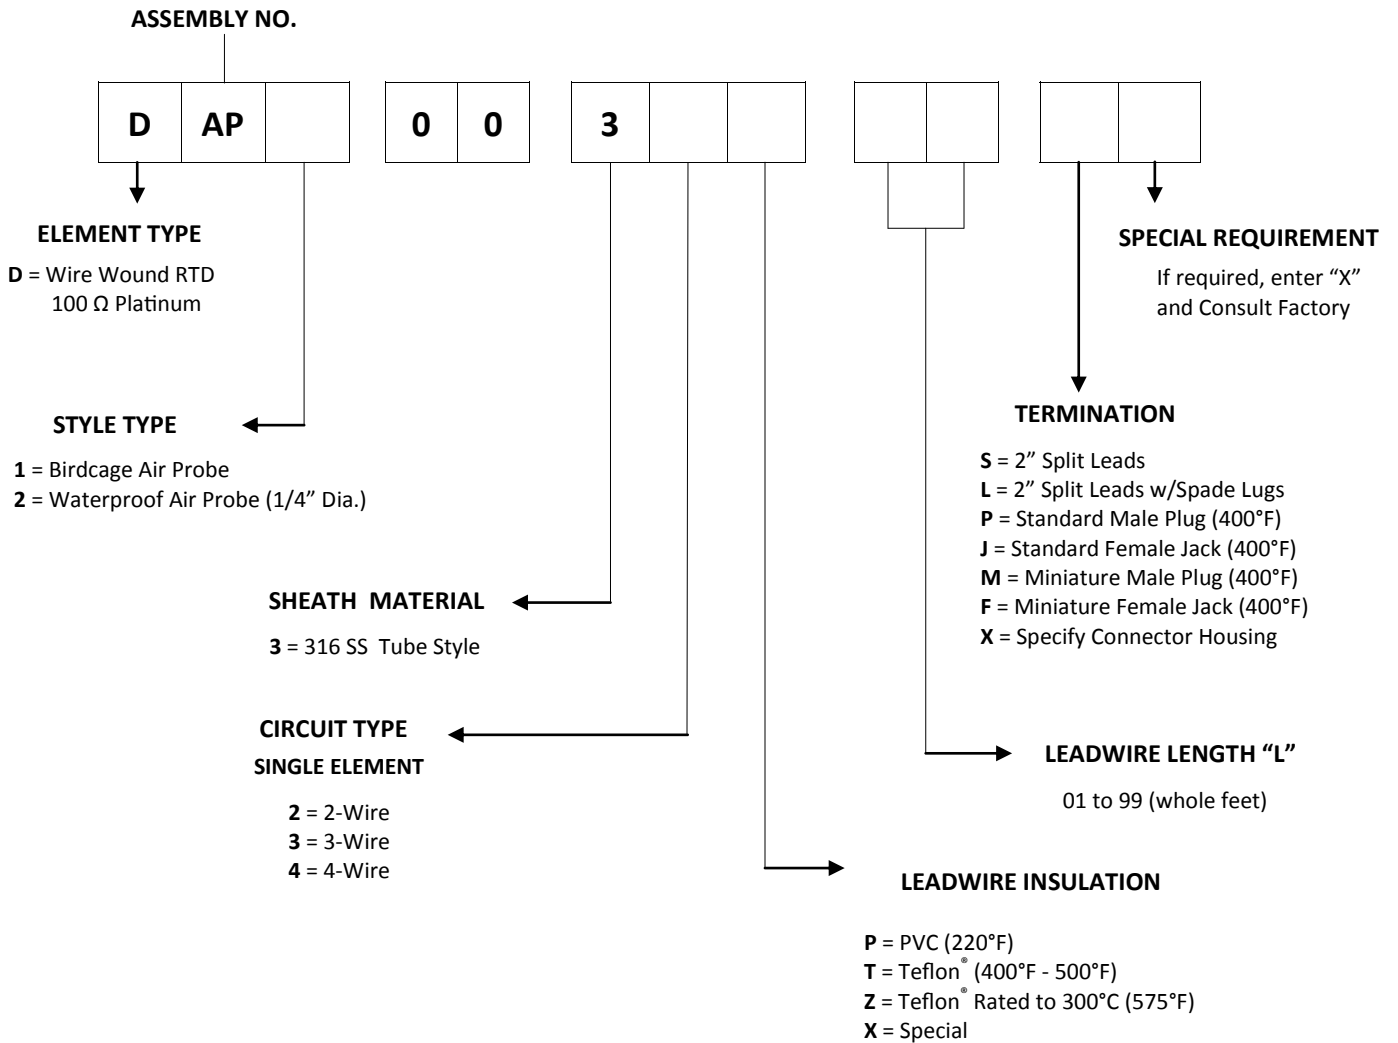 ASSEMBLY NO.
D AP 0 0 3
ELEMENT TYPE
D = Wire Wound RTD
100 Ω Platinum
SPECIAL REQUIREMENT
If required, enter “X”
and Consult Factory
STYLE TYPE
1 = Birdcage Air Probe
2 = Waterproof Air Probe (1/4” Dia.)
TERMINATION
S = 2” Split Leads
L = 2” Split Leads w/Spade Lugs
P = Standard Male Plug (400°F)
J = Standard Female Jack (400°F)
M = Miniature Male Plug (400°F)
F = Miniature Female Jack (400°F)
X = Specify Connector Housing
SHEATH MATERIAL
3 = 316 SS Tube Style
CIRCUIT TYPE
SINGLE ELEMENT
2 = 2-Wire
3 = 3-Wire
4 = 4-Wire
LEADWIRE LENGTH “L”
01 to 99 (whole feet)
LEADWIRE INSULATION
P = PVC (220°F)
T = Teflon® (400°F - 500°F)
Z = Teflon® Rated to 300°C (575°F)
X = Special